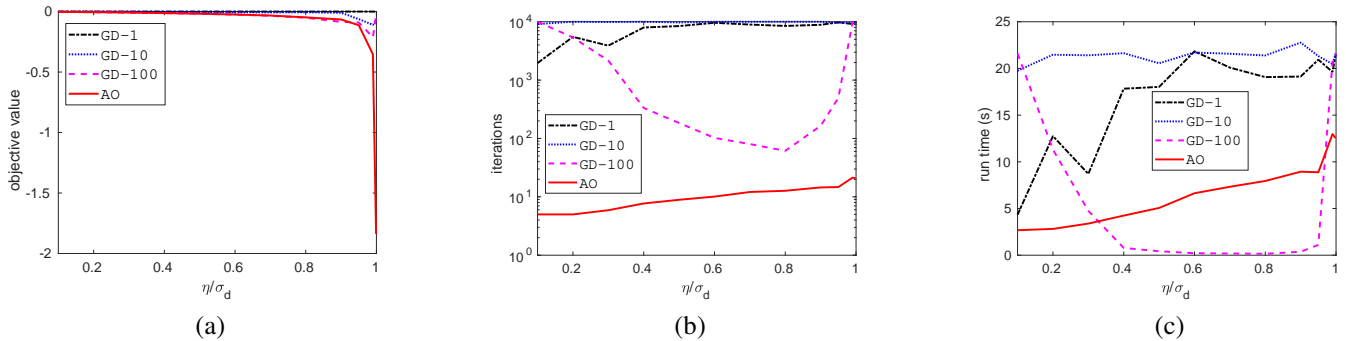 0
-0.5
-1
-1.5
-2
objective value
GD-1
GD-10
GD-100
AO
0.2 0.4 0.6 0.8 1
η/σd
(a)
10^4
10^3
10^2
10^1
10^0
iterations
GD-1
GD-10
GD-100
AO
0.2 0.4 0.6 0.8 1
η/σd
(b)
25
20
15
10
5
0
run time (s)
GD-1
GD-10
GD-100
AO
0.2 0.4 0.6 0.8 1
η/σd
(c)